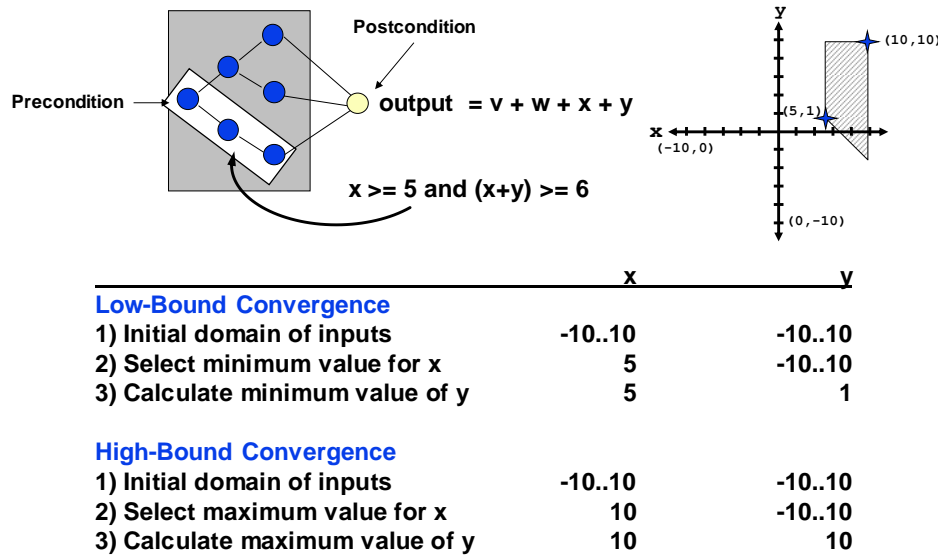 Postcondition
Precondition
output = v + w + x + y
x >= 5 and (x+y) >= 6
y
(10,10)
(5,1)
x
(-10,0)
(0,-10)
x y
Low-Bound Convergence
1) Initial domain of inputs -10..10 -10..10
2) Select minimum value for x 5 -10..10
3) Calculate minimum value of y 5 1
High-Bound Convergence
1) Initial domain of inputs -10..10 -10..10
2) Select maximum value for x 10 -10..10
3) Calculate maximum value of y 10 10